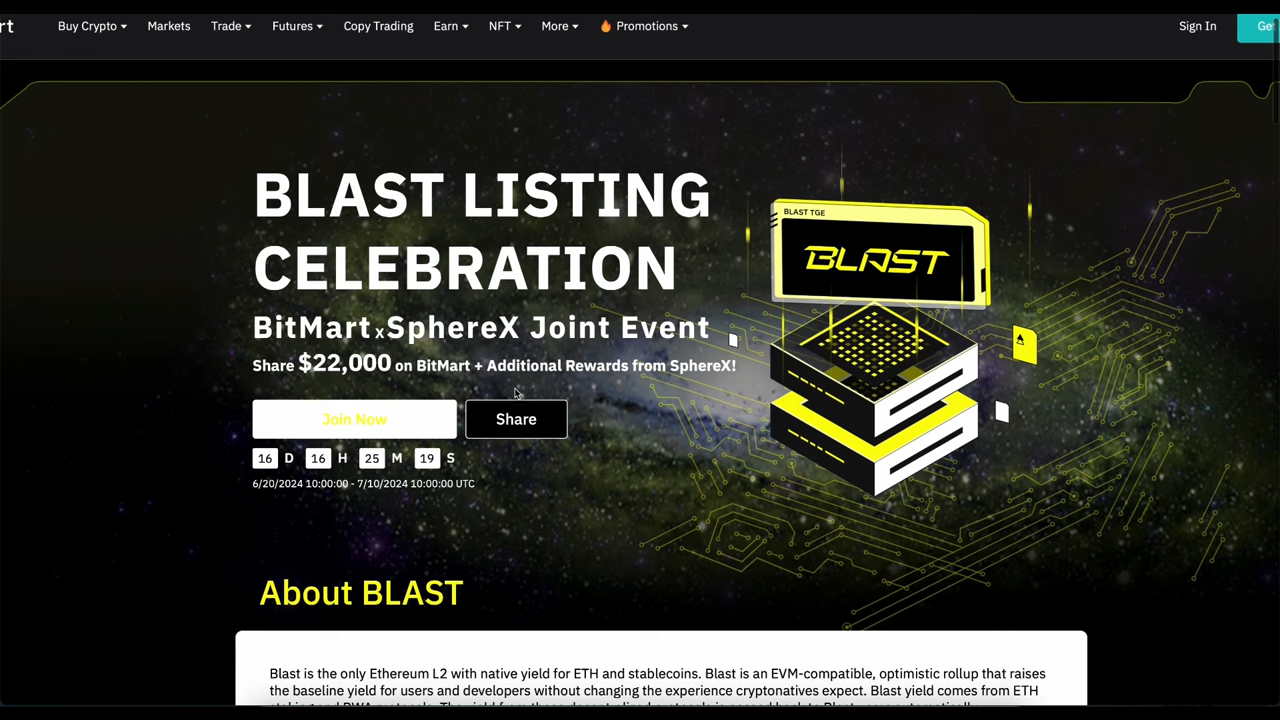 rt Buy Crypto Markets Trade Futures Copy Trading Earn NFT More Promotions Sign In Ge
BLAST LISTING
CELEBRATION
BitMart x SphereX Joint Event
Share $22,000 on BitMart + Additional Rewards from SphereX!
Join Now Share
16 D 16 H 25 M 19 S
6/20/2024 10:00:00 - 7/10/2024 10:00:00 UTC
BLAST TGE
BLAST
About BLAST
Blast is the only Ethereum L2 with native yield for ETH and stablecoins. Blast is an EVM-compatible, optimistic rollup that raises
the baseline yield for users and developers without changing the experience cryptonatives expect. Blast yield comes from ETH